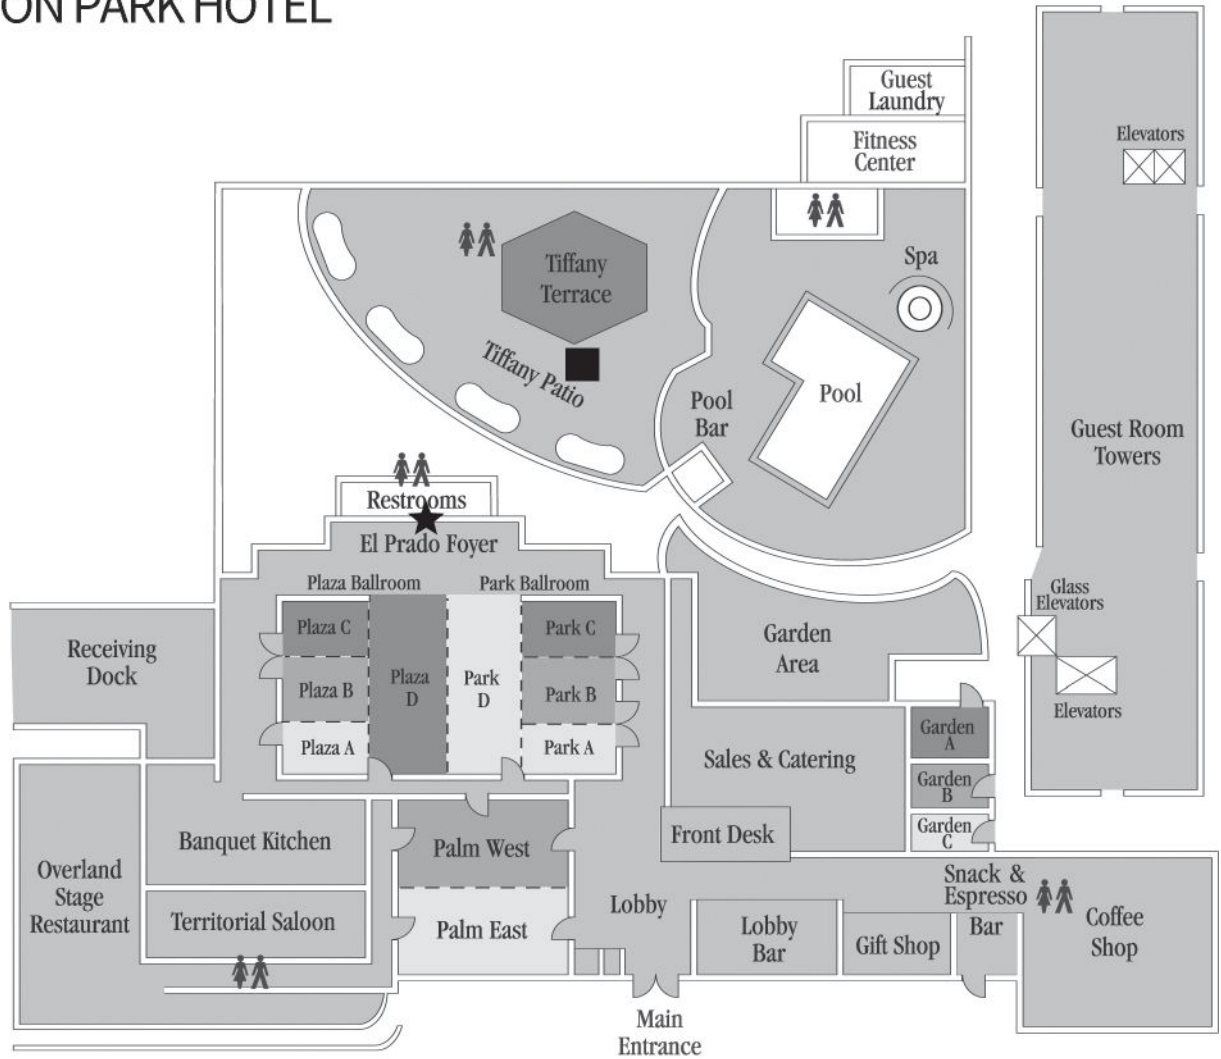 ON PARK HOTEL
Guest
Laundry
Fitness
Center
Elevators
Tiffany
Terrace
Spa
Tiffany Patio
Pool
Pool
Bar
Guest Room
Towers
Restrooms
El Prado Foyer
Plaza Ballroom
Park Ballroom
Plaza C
Plaza B
Plaza A
Plaza
D
Park
D
Park C
Park B
Park A
Receiving
Dock
Garden
Area
Glass
Elevators
Elevators
Garden
A
Garden
B
Garden
C
Sales & Catering
Front Desk
Banquet Kitchen
Palm West
Overland
Stage
Restaurant
Territorial Saloon
Palm East
Lobby
Lobby
Bar
Gift Shop
Snack &
Espresso
Bar
Coffee
Shop
Main
Entrance